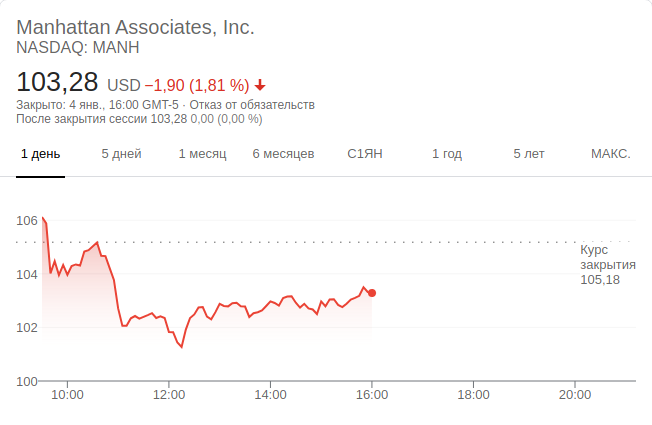 Manhattan Associates, Inc.
NASDAQ: MANH
103,28 USD −1,90 (1,81 %)
Закрыто: 4 янв., 16:00 GMT-5 · Отказ от обязательств
После закрытия сессии 103,28 0,00 (0,00 %)
1 день 5 дней 1 месяц 6 месяцев С1ЯН 1 год 5 лет МАКС.
106
Курс
закрытия
105,18
104
102
100
10:00 12:00 14:00 16:00 18:00 20:00